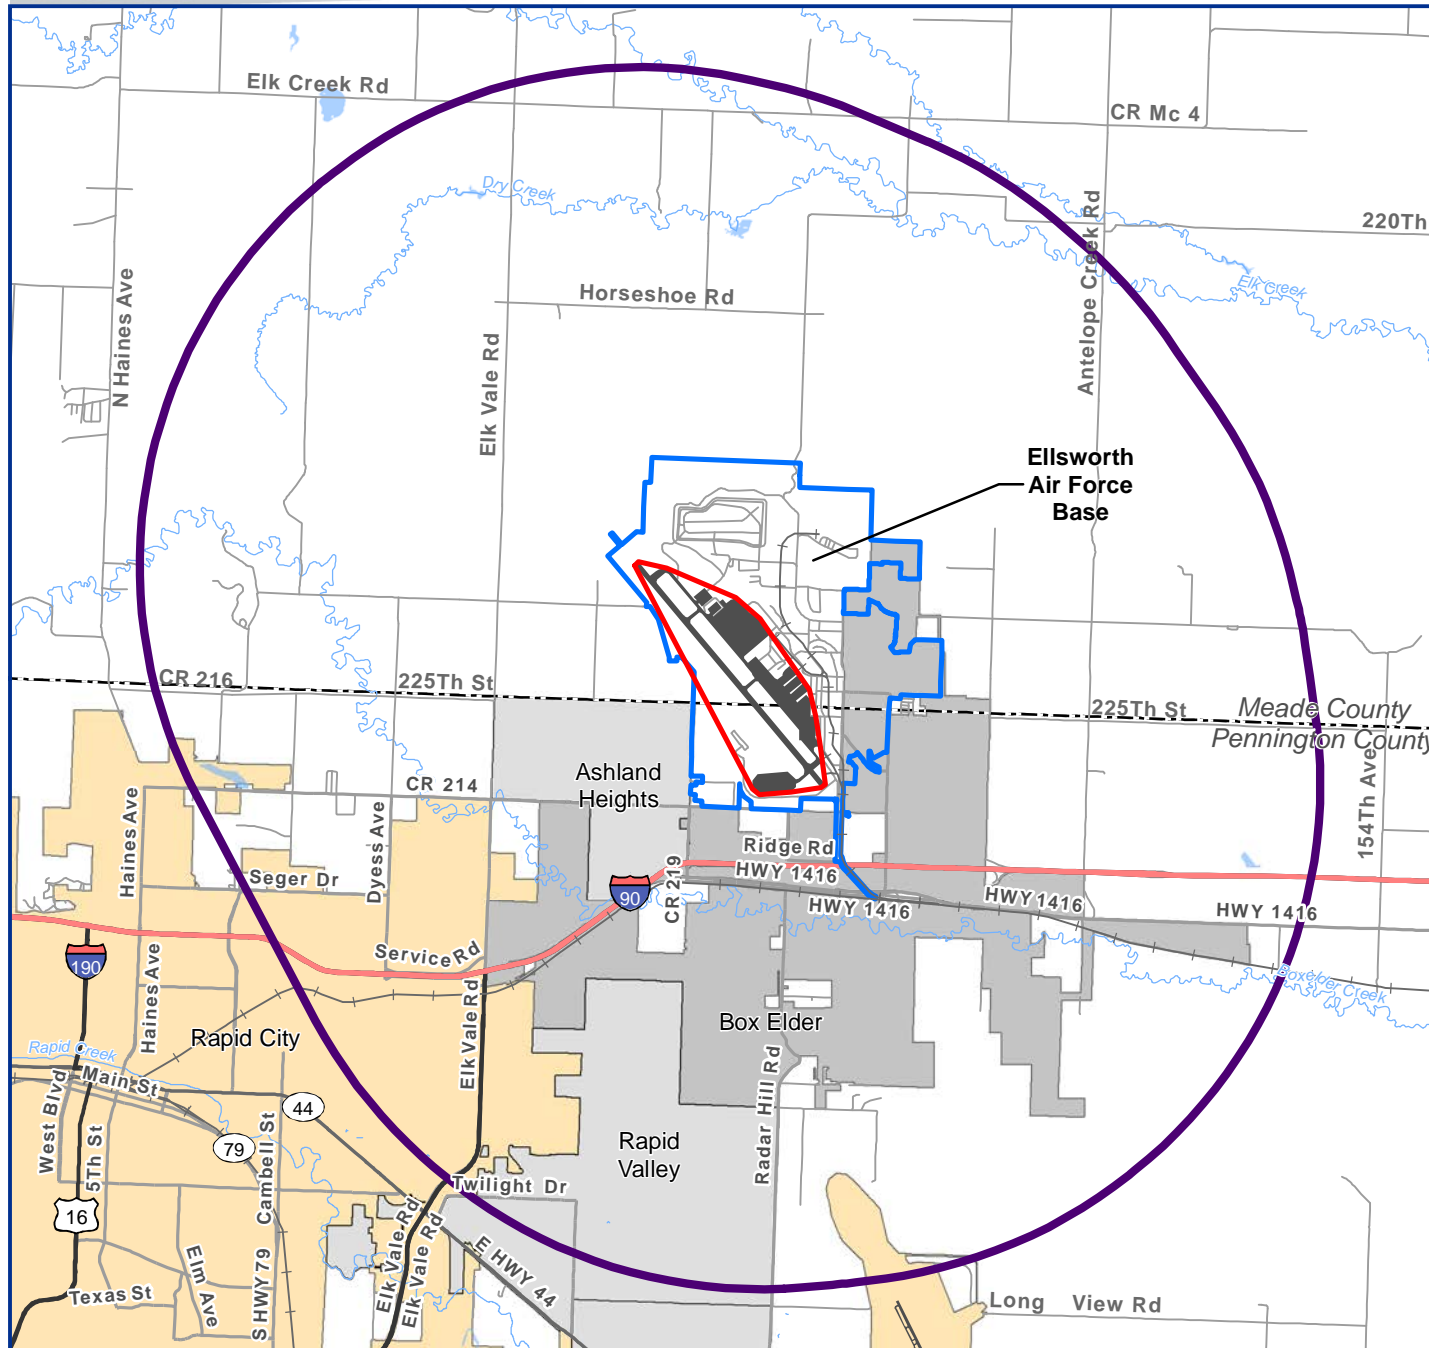 Elk Creek Rd
CR Mc 4
Dry Creek
Antelope Creek Rd
220Th
Elk Creek
N Haines Ave
Horseshoe Rd
Elk Vale Rd
Ellsworth
Air Force
Base
CR 216
225Th St
225Th St
Meade County
Pennington County
Ashland
Heights
CR 214
154Th Ave
Haines Ave
Dyess Ave
Ridge Rd
Seger Dr
CR 219
HWY 1416
90
HWY 1416
HWY 1416
HWY 1416
190
Haines Ave
Service Rd
Boxelder Creek
Elk Vale Rd
Rapid City
Box Elder
Rapid Creek
Main St
West Blvd
5Th St
44
79
Cambell St
Radar Hill Rd
Rapid
Valley
Twilight Dr
16
Elk Vale Rd
Elk Vale Rd
E HWY 44
Elm Ave
S HWY 79
Texas St
Long View Rd